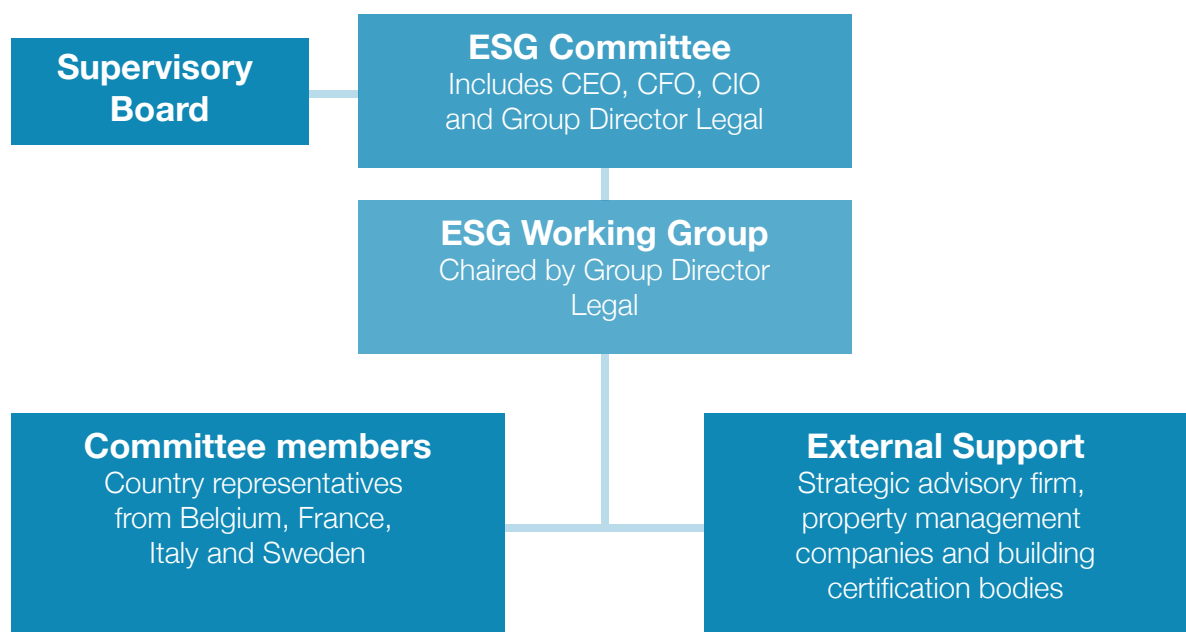 Supervisory
Board
ESG Committee
Includes CEO, CFO, CIO
and Group Director Legal
ESG Working Group
Chaired by Group Director
Legal
Committee members
Country representatives
from Belgium, France,
Italy and Sweden
External Support
Strategic advisory firm,
property management
companies and building
certification bodies